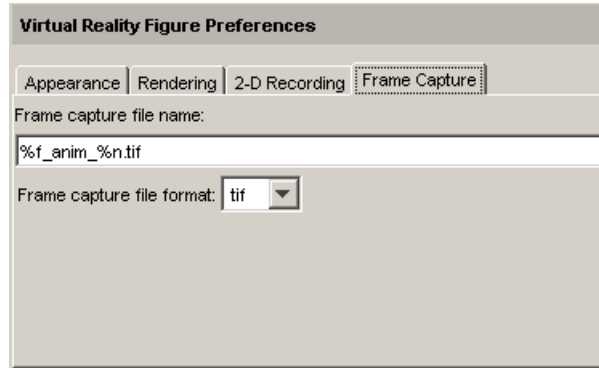 Virtual Reality Figure Preferences
Appearance Rendering 2-D Recording Frame Capture
Frame capture file name:
%f_anim_%n.tif
Frame capture file format: tif